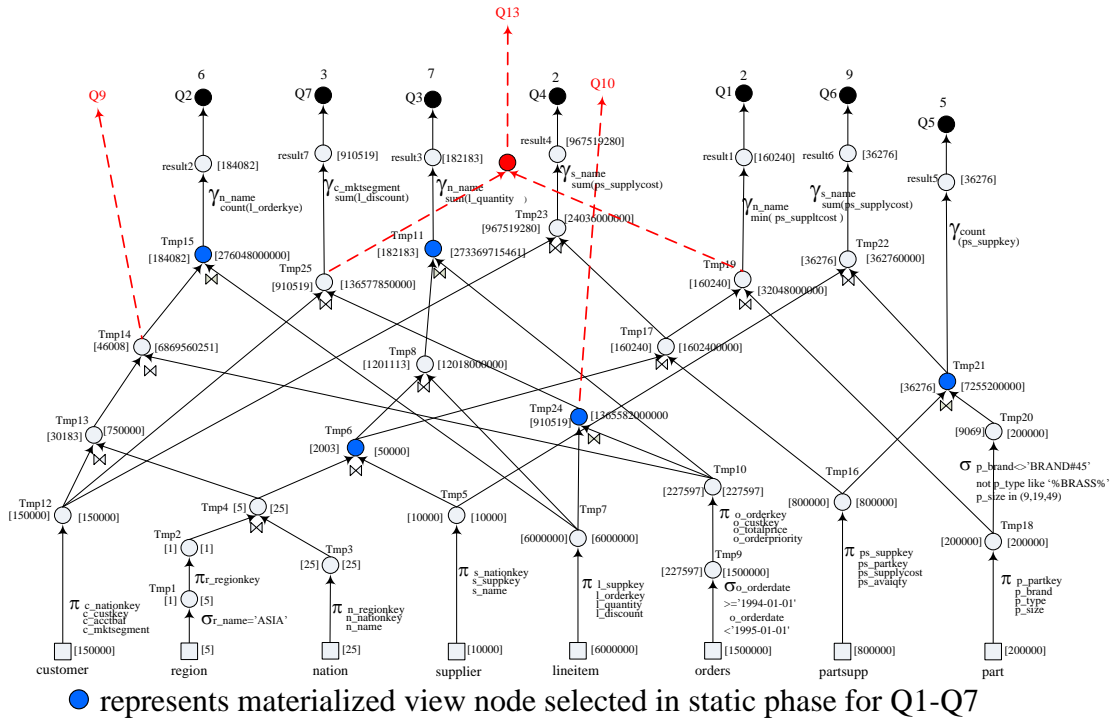 Q13
6
3
7
2
Q10
2
9
5
Q9
Q2
Q7
Q3
Q4
Q1
Q6
Q5
result2
[184082]
result7
[910519]
result3
[182183]
result4
[967519280]
result1
[160240]
result6
[36276]
result5
[36276]
γ n_name
count(l_orderkye)
γ c_mktsegment
sum(l_discount)
γ n_name
sum(l_quantity )
γ s_name
sum(ps_supplycost)
γ n_name
min(ps_suppltcost)
γ s_name
sum(ps_supplycost)
γ count
(ps_suppkey)
Tmp15
[184082]
[276048000000]
⋈
Tmp25
[910519]
[136577850000]
⋈
Tmp11
[182183]
[273369715461]
⋈
Tmp23
[967519280]
[24036000000]
⋈
Tmp19
[160240]
[32048000000]
⋈
Tmp22
[36276]
[362760000]
⋈
Tmp14
[46008]
[6869560251]
⋈
Tmp8
[1201113]
[12018000000]
⋈
Tmp17
[160240]
[1602400000]
⋈
Tmp21
[36276]
[7255200000]
⋈
Tmp13
[30183]
[750000]
⋈
Tmp6
[2003]
[50000]
⋈
Tmp24
[910519]
[1365582000000
⋈
Tmp20
[9069]
[200000]
σ p_brand<>'BRAND#45'
not p_type like ‘%BRASS%’
p_size in (9,19,49)
Tmp12
[150000]
[150000]
Tmp4
[5]
[25]
⋈
Tmp5
[10000]
[10000]
Tmp7
[6000000]
[6000000]
Tmp10
[227597]
[227597]
Tmp16
[800000]
[800000]
Tmp18
[200000]
[200000]
Tmp2
[1]
[1]
Tmp3
[25]
[25]
π r_regionkey
Tmp1
[1]
[5]
σ r_name='ASIA'
π o_orderkey
o_custkey
o_totalprice
o_orderpriority
Tmp9
[227597]
[1500000]
σ o_orderdate
>='1994-01-01'
o_orderdate
<'1995-01-01'
π c_nationkey
c_custkey
c_acctbal
c_mktsegment
π n_regionkey
n_nationkey
n_name
π s_nationkey
s_suppkey
s_name
π l_suppkey
l_orderkey
l_quantity
l_discount
π ps_suppkey
ps_partkey
ps_supplycost
ps_avaiqty
π p_partkey
p_brand
p_type
p_size
[150000]
[5]
[25]
[10000]
[6000000]
[1500000]
[800000]
[200000]
customer
region
nation
supplier
lineitem
orders
partsupp
part
represents materialized view node selected in static phase for Q1-Q7